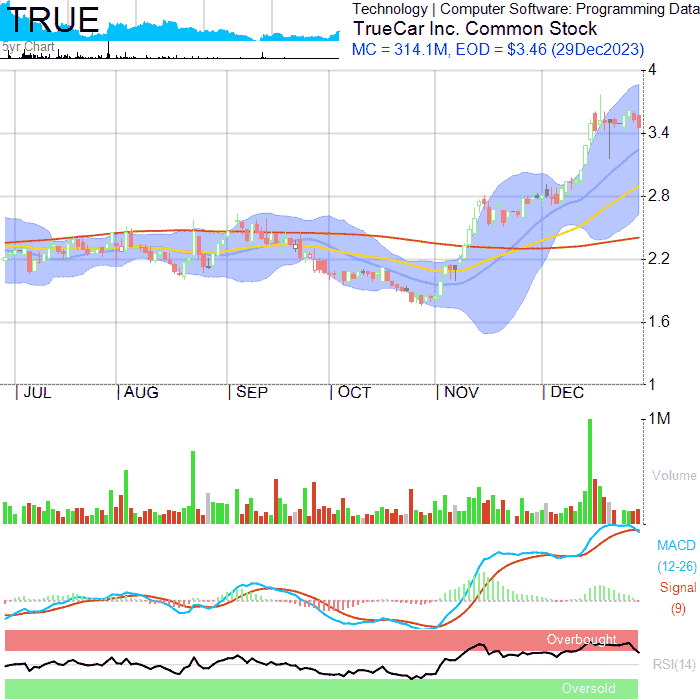 TRUE
Technology | Computer Software: Programming Data
TrueCar Inc. Common Stock
5yr Chart
MC = 314.1M, EOD = $3.46 (29Dec2023)
4
3.4
2.8
2.2
1.6
1
JUL AUG SEP OCT NOV DEC
1M
Volume
MACD
(12-26)
Signal
(9)
Overbought
RSI(14)
Oversold